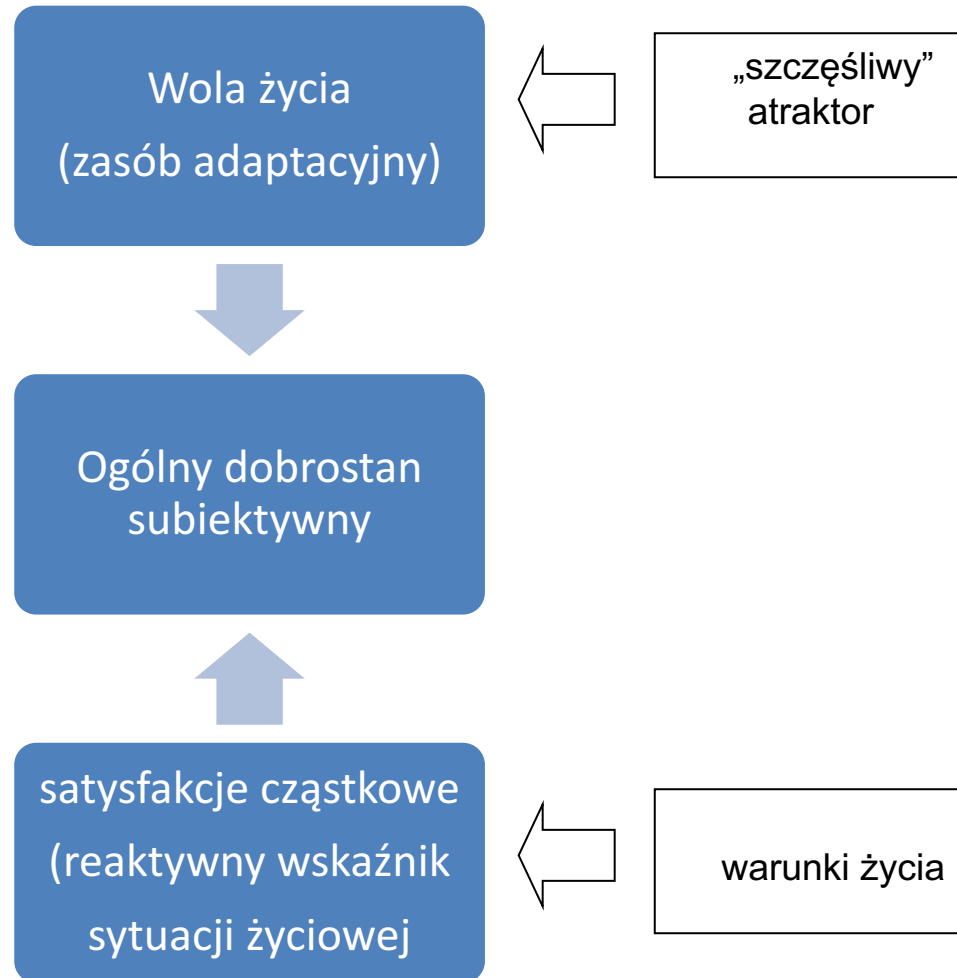 Wola życia
(zasób adaptacyjny)
„szczęśliwy”
atraktor
Ogólny dobrostan
subiektywny
satysfakcje cząstkowe
(reaktywny wskaźnik
sytuacji życiowej
warunki życia